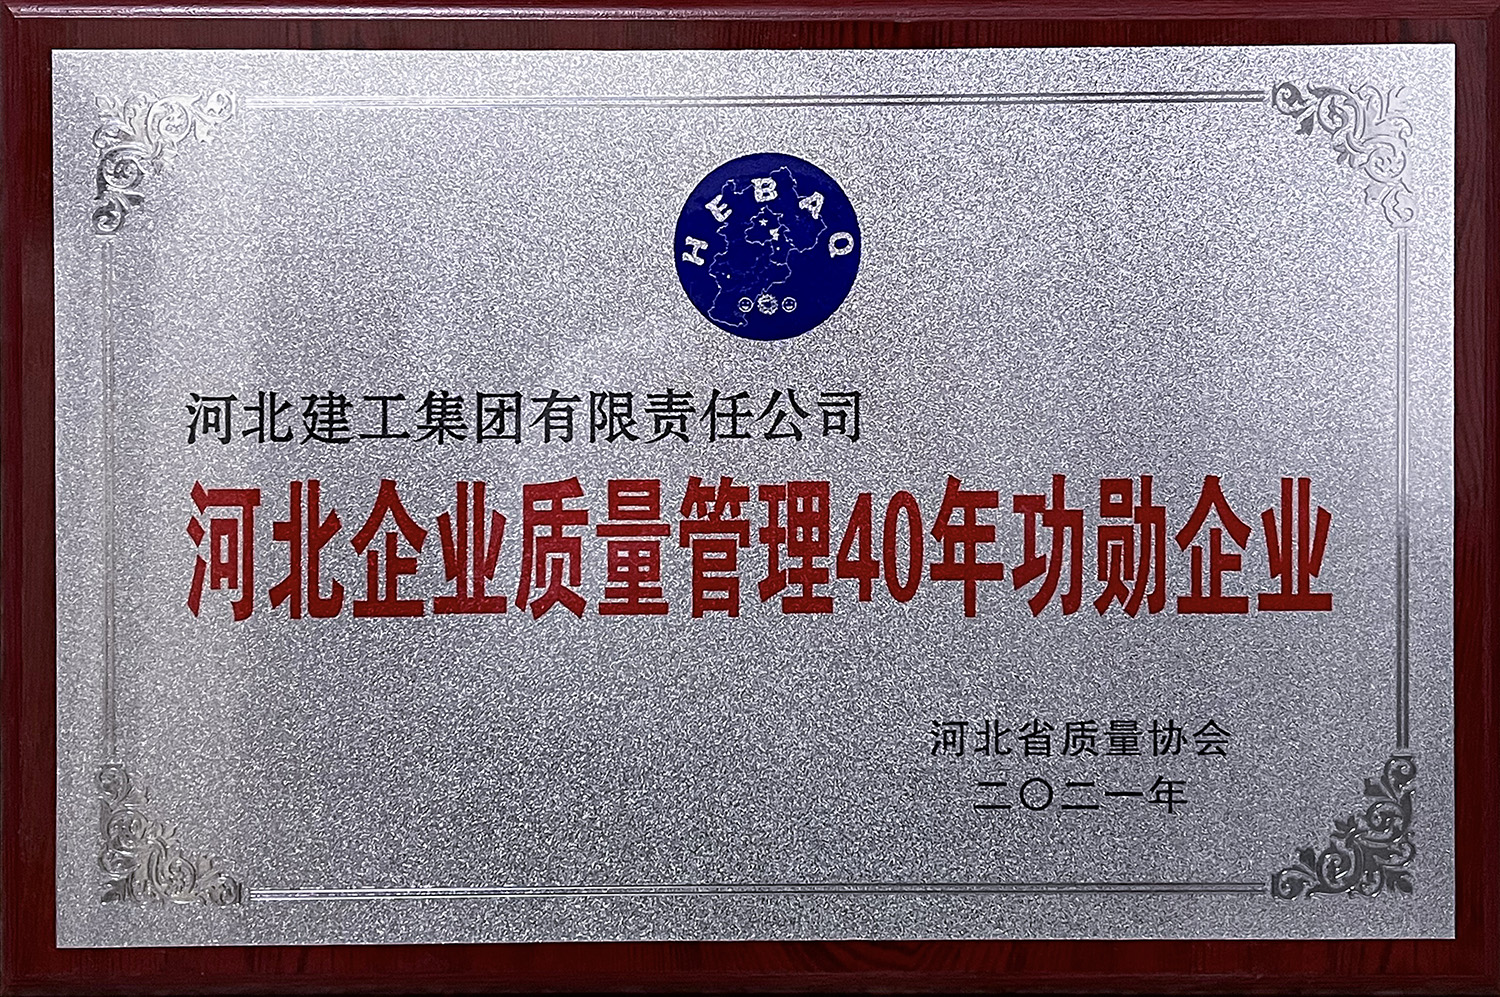 HEBAQ
河北建工集团有限责任公司
河北企业质量管理40年功勋企业
河北省质量协会
二〇二一年